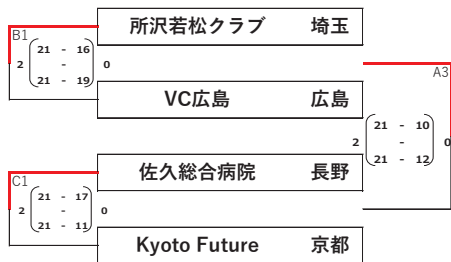 B1
所沢若松クラブ 埼玉
21 - 16
2 - 0
21 - 19
VC広島 広島
A3
21 - 10
2 - 0
21 - 12
佐久総合病院 長野
C1
21 - 17
2 - 0
21 - 11
Kyoto Future 京都